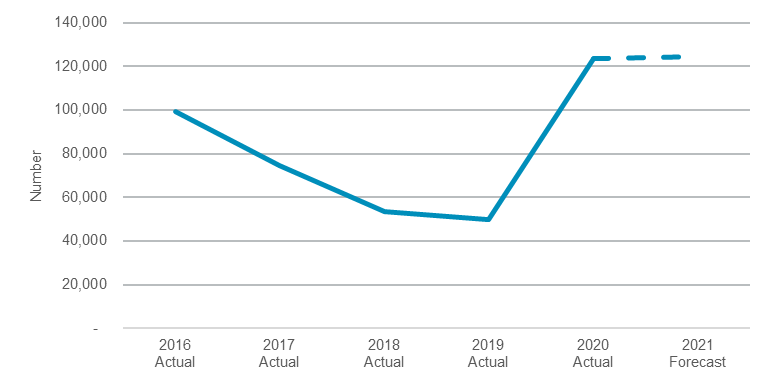 140,000
120,000
100,000
80,000
60,000
40,000
20,000
-
Number
2016 Actual
2017 Actual
2018 Actual
2019 Actual
2020 Actual
2021 Forecast